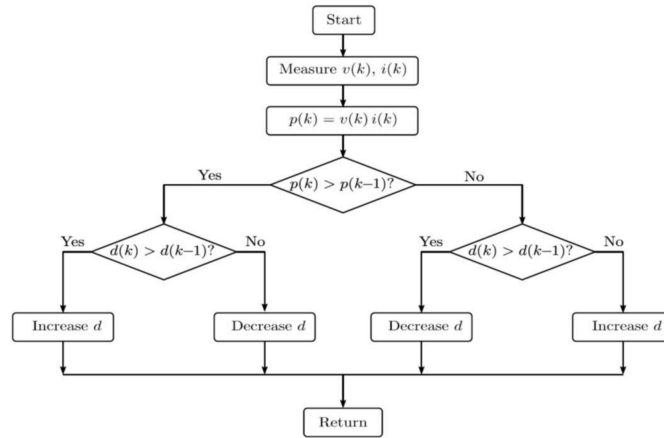 Start
Measure v(k), i(k)
p(k) = v(k) i(k)
p(k) > p(k−1)?
Yes
No
d(k) > d(k−1)?
Yes
No
d(k) > d(k−1)?
Yes
No
Increase d
Decrease d
Decrease d
Increase d
Return